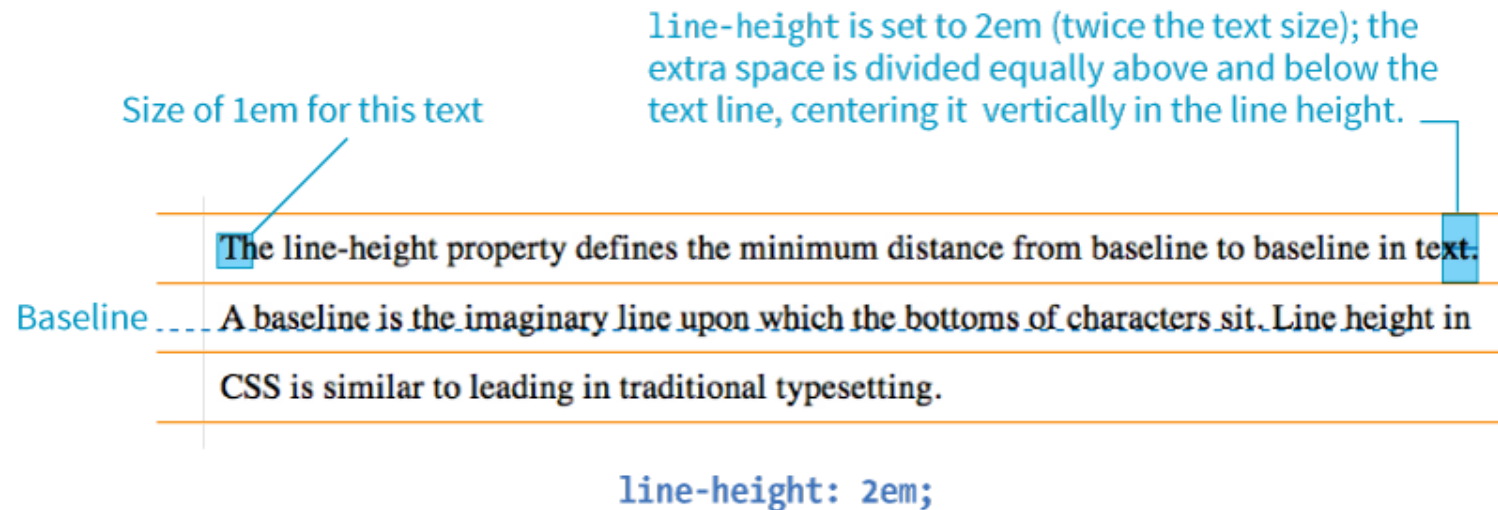 line-height is set to 2em (twice the text size); the
extra space is divided equally above and below the
text line, centering it vertically in the line height.
Size of 1em for this text
The line-height property defines the minimum distance from baseline to baseline in text.
Baseline
A baseline is the imaginary line upon which the bottoms of characters sit. Line height in
CSS is similar to leading in traditional typesetting.
line-height: 2em;